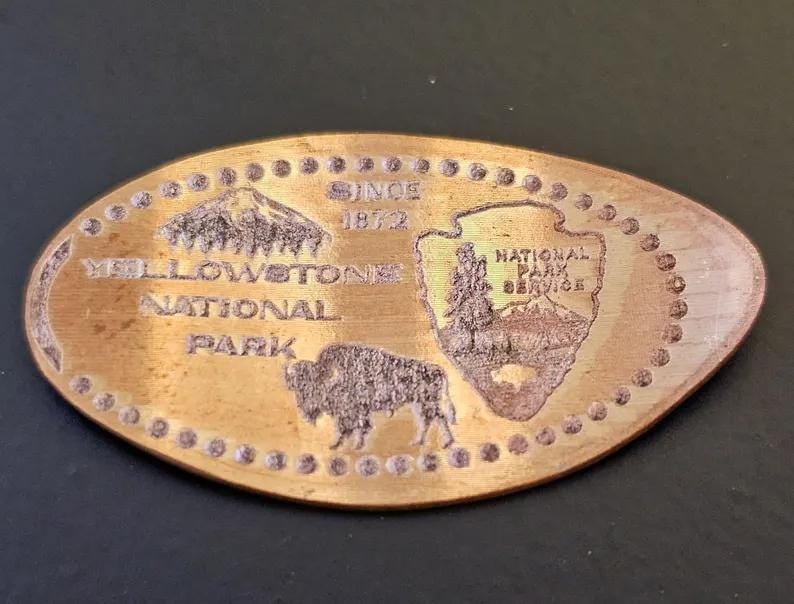 SINCE
1872
YELLOWSTONE
NATIONAL
PARK
NATIONAL
PARK
SERVICE